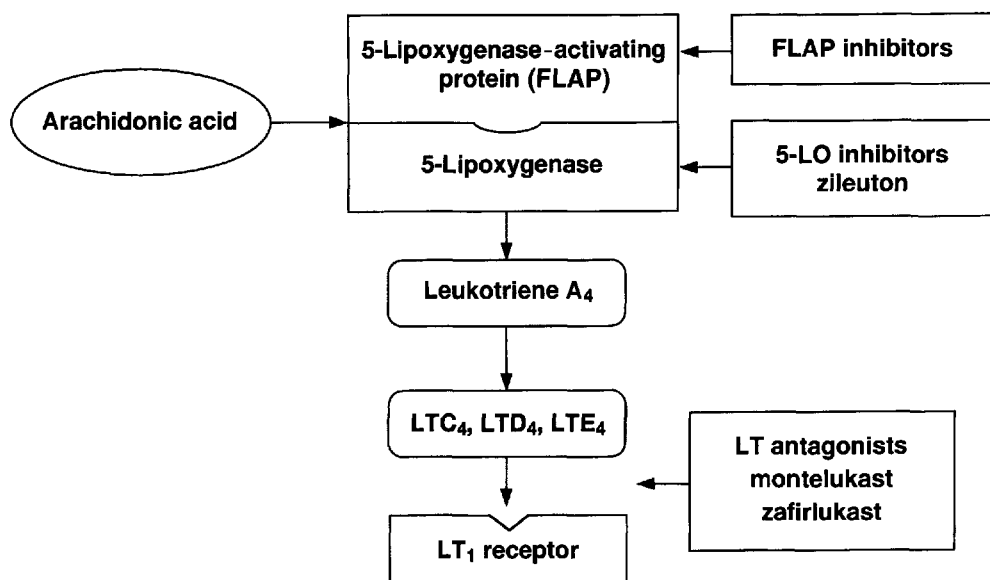 5-Lipoxygenase-activating
protein (FLAP)
FLAP inhibitors
Arachidonic acid
5-Lipoxygenase
5-LO inhibitors
zileuton
Leukotriene A₄
LTC₄, LTD₄, LTE₄
LT antagonists
montelukast
zafirlukast
LT₁ receptor